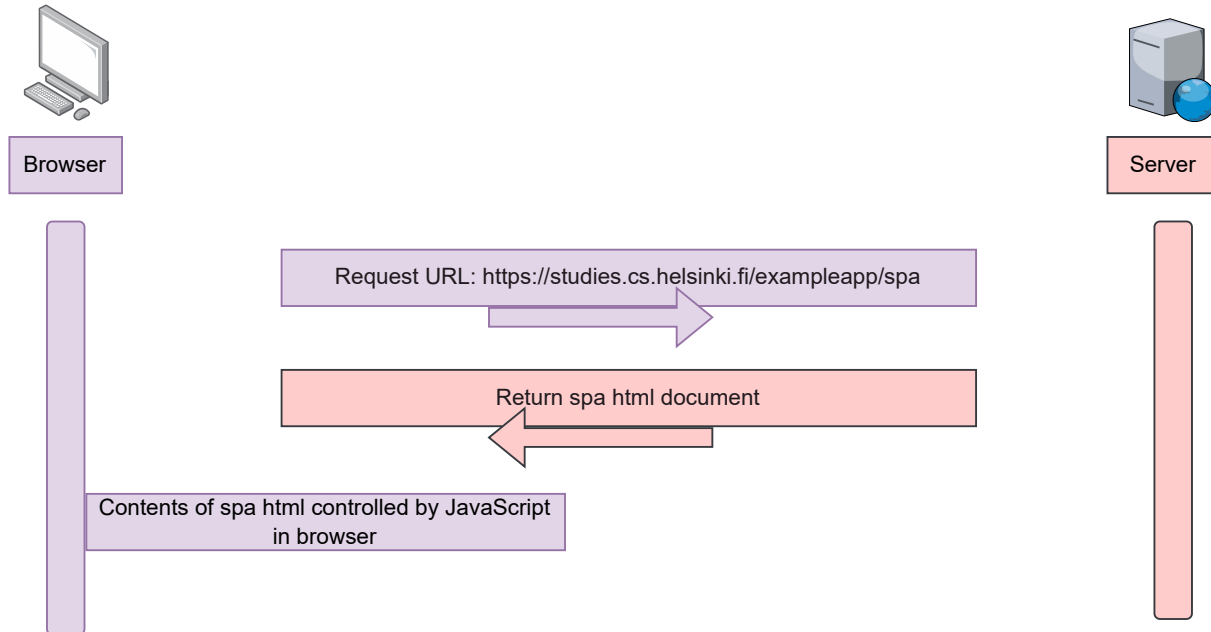 Browser
Server
Request URL: https://studies.cs.helsinki.fi/exampleapp/spa
Return spa html document
Contents of spa html controlled by JavaScript
in browser